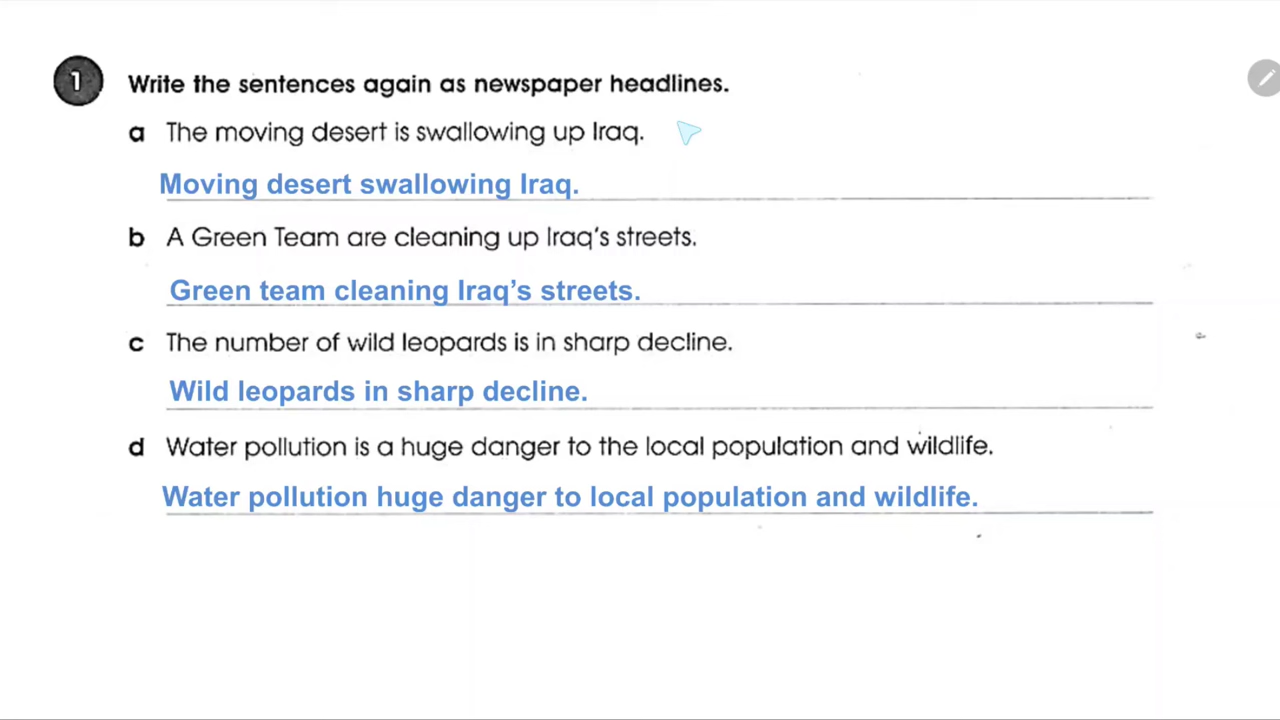 1 Write the sentences again as newspaper headlines.
a The moving desert is swallowing up Iraq.
Moving desert swallowing Iraq.
b A Green Team are cleaning up Iraq's streets.
Green team cleaning Iraq’s streets.
c The number of wild leopards is in sharp decline.
Wild leopards in sharp decline.
d Water pollution is a huge danger to the local population and wildlife.
Water pollution huge danger to local population and wildlife.